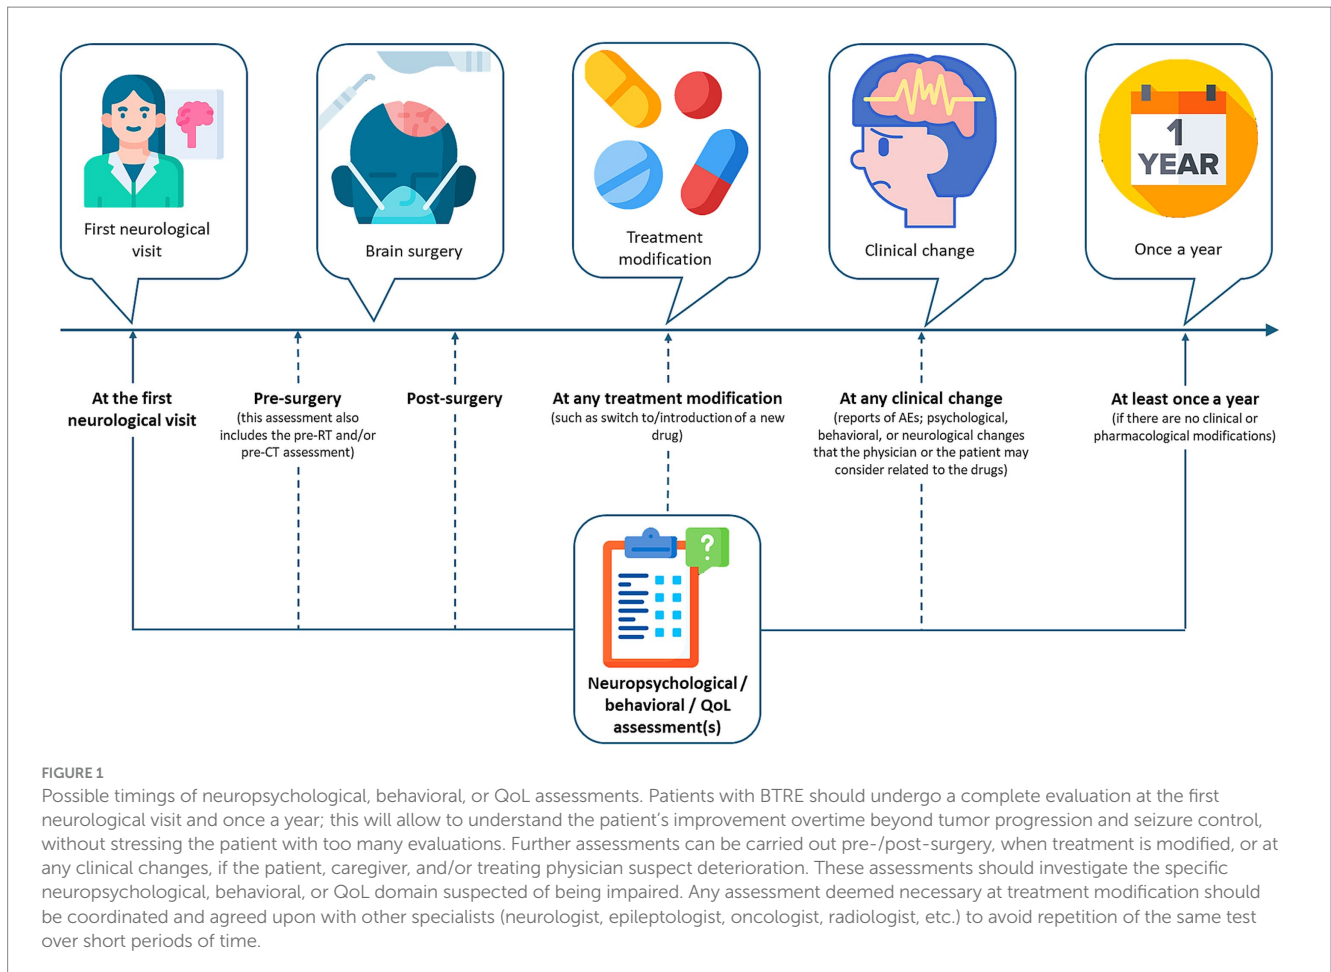 First neurological
visit
Brain surgery
Treatment
modification
Clinical change
1
YEAR
Once a year
At the first
neurological visit
Pre-surgery
(this assessment also
includes the pre-RT and/or
pre-CT assessment)
Post-surgery
At any treatment modification
(such as switch to/introduction of a new
drug)
At any clinical change
(reports of AEs; psychological,
behavioral, or neurological changes
that the physician or the patient may
consider related to the drugs)
At least once a year
(if there are no clinical or
pharmacological modifications)
?
Neuropsychological /
behavioral / QoL
assessment(s)
FIGURE 1
Possible timings of neuropsychological, behavioral, or QoL assessments. Patients with BTRE should undergo a complete evaluation at the first
neurological visit and once a year; this will allow to understand the patient's improvement overtime beyond tumor progression and seizure control,
without stressing the patient with too many evaluations. Further assessments can be carried out pre-/post-surgery, when treatment is modified, or at
any clinical changes, if the patient, caregiver, and/or treating physician suspect deterioration. These assessments should investigate the specific
neuropsychological, behavioral, or QoL domain suspected of being impaired. Any assessment deemed necessary at treatment modification should
be coordinated and agreed upon with other specialists (neurologist, epileptologist, oncologist, radiologist, etc.) to avoid repetition of the same test
over short periods of time.